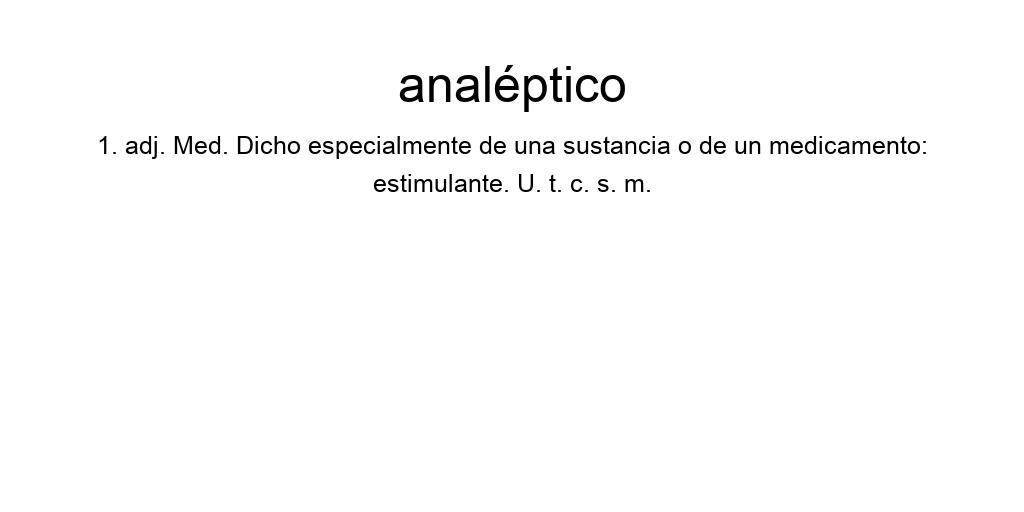 analéptico
1. adj. Med. Dicho especialmente de una sustancia o de un medicamento:
estimulante. U. t. c. s. m.